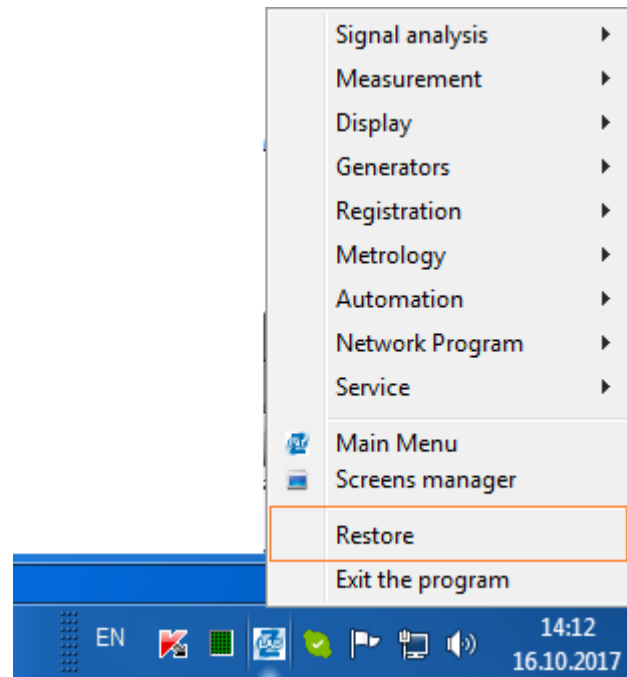 Signal analysis
Measurement
Display
Generators
Registration
Metrology
Automation
Network Program
Service
Main Menu
Screens manager
Restore
Exit the program
EN
14:12
16.10.2017